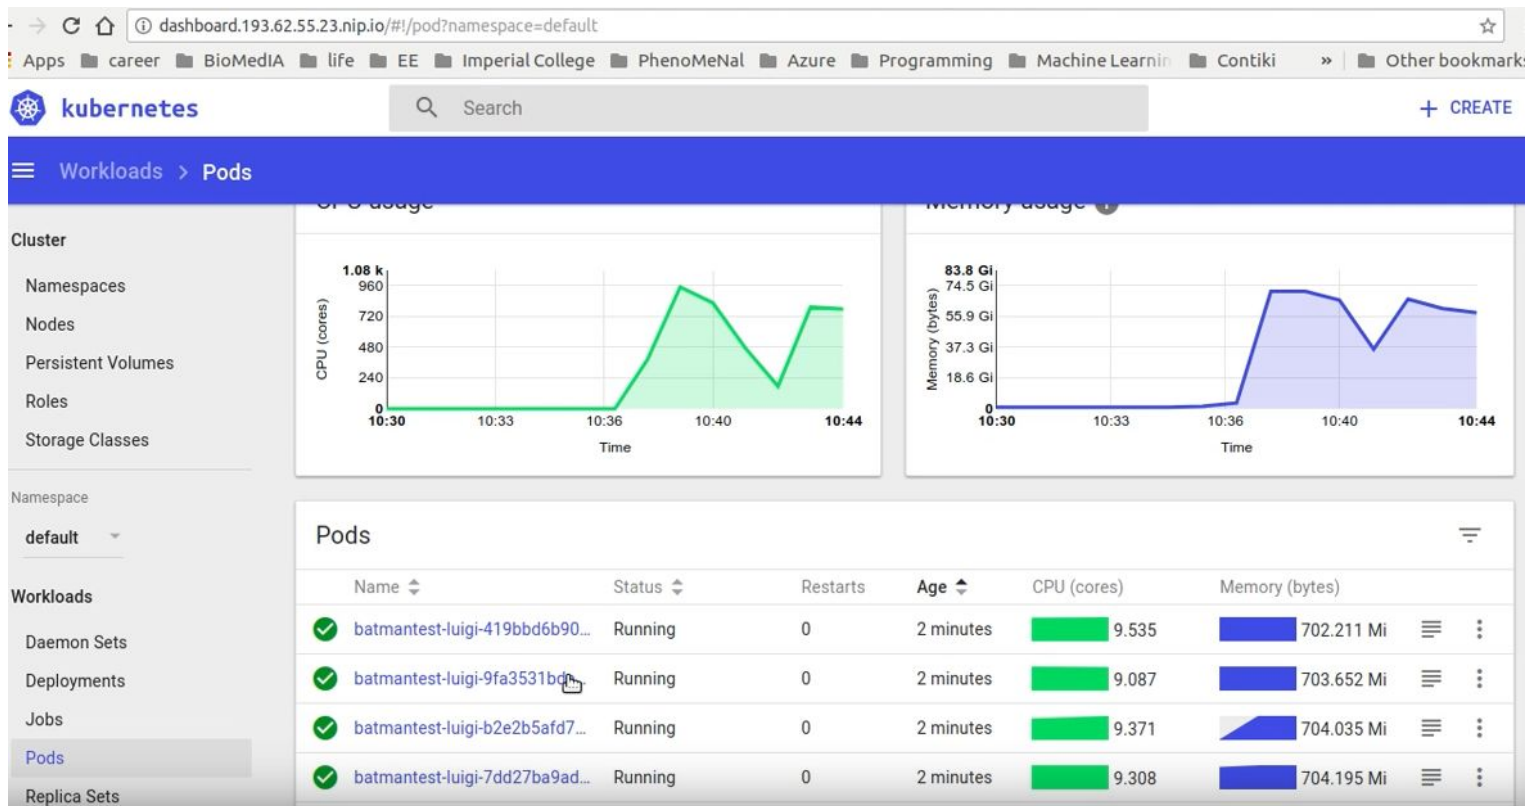 dashboard.193.62.55.23.nip.io/#!/pod?namespace=default
Apps career BioMedIA life EE Imperial College PhenoMeNal Azure Programming Machine Learnin Contiki » Other bookmarks
kubernetes Search + CREATE
Workloads > Pods
CPU usage Memory usage
Cluster
Namespaces
Nodes
Persistent Volumes
Roles
Storage Classes
Namespace
default
Workloads
Daemon Sets
Deployments
Jobs
Pods
Replica Sets
CPU (cores)
1.08 k
960
720
480
240
0
10:30 10:33 10:36 10:40 10:44
Time
Memory (bytes)
83.8 Gi
74.5 Gi
55.9 Gi
37.3 Gi
18.6 Gi
0
10:30 10:33 10:36 10:40 10:44
Time
Pods
Name Status Restarts Age CPU (cores) Memory (bytes)
batmantest-luigi-419bbd6b90... Running 0 2 minutes 9.535 702.211 Mi
batmantest-luigi-9fa3531bd Running 0 2 minutes 9.087 703.652 Mi
batmantest-luigi-b2e2b5afd7... Running 0 2 minutes 9.371 704.035 Mi
batmantest-luigi-7dd27ba9ad... Running 0 2 minutes 9.308 704.195 Mi